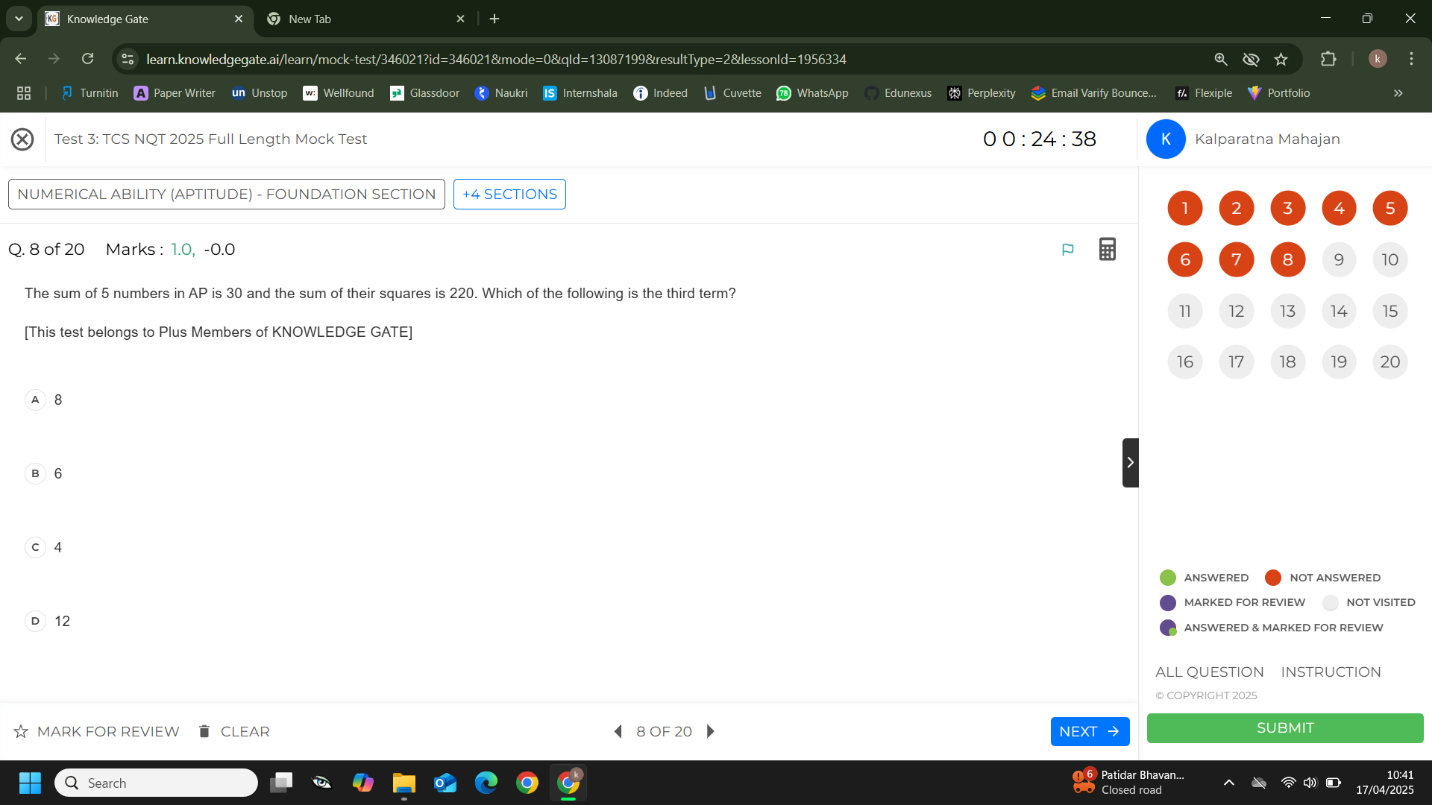 Knowledge Gate
New Tab
learn.knowledgegate.ai/learn/mock-test/346021?id=346021&mode=0&qId=13087199&resultType=2&lessonId=1956334
k
Turnitin
A Paper Writer
un Unstop
w: Wellfound
Glassdoor
Naukri
IS Internshala
Indeed
Cuvette
WhatsApp
Edunexus
Perplexity
Email Varify Bounce...
Flexiple
Portfolio
Test 3: TCS NQT 2025 Full Length Mock Test
0 0 : 24 : 38
K Kalparatna Mahajan
NUMERICAL ABILITY (APTITUDE) - FOUNDATION SECTION
+4 SECTIONS
Q. 8 of 20 Marks : 1.0, -0.0
The sum of 5 numbers in AP is 30 and the sum of their squares is 220. Which of the following is the third term?
[This test belongs to Plus Members of KNOWLEDGE GATE]
A 8
B 6
C 4
D 12
1 2 3 4 5
6 7 8 9 10
11 12 13 14 15
16 17 18 19 20
ANSWERED NOT ANSWERED
MARKED FOR REVIEW NOT VISITED
ANSWERED & MARKED FOR REVIEW
ALL QUESTION INSTRUCTION
© COPYRIGHT 2025
MARK FOR REVIEW CLEAR
8 OF 20
NEXT
SUBMIT
Search
6
Patidar Bhavan...
Closed road
10:41
17/04/2025